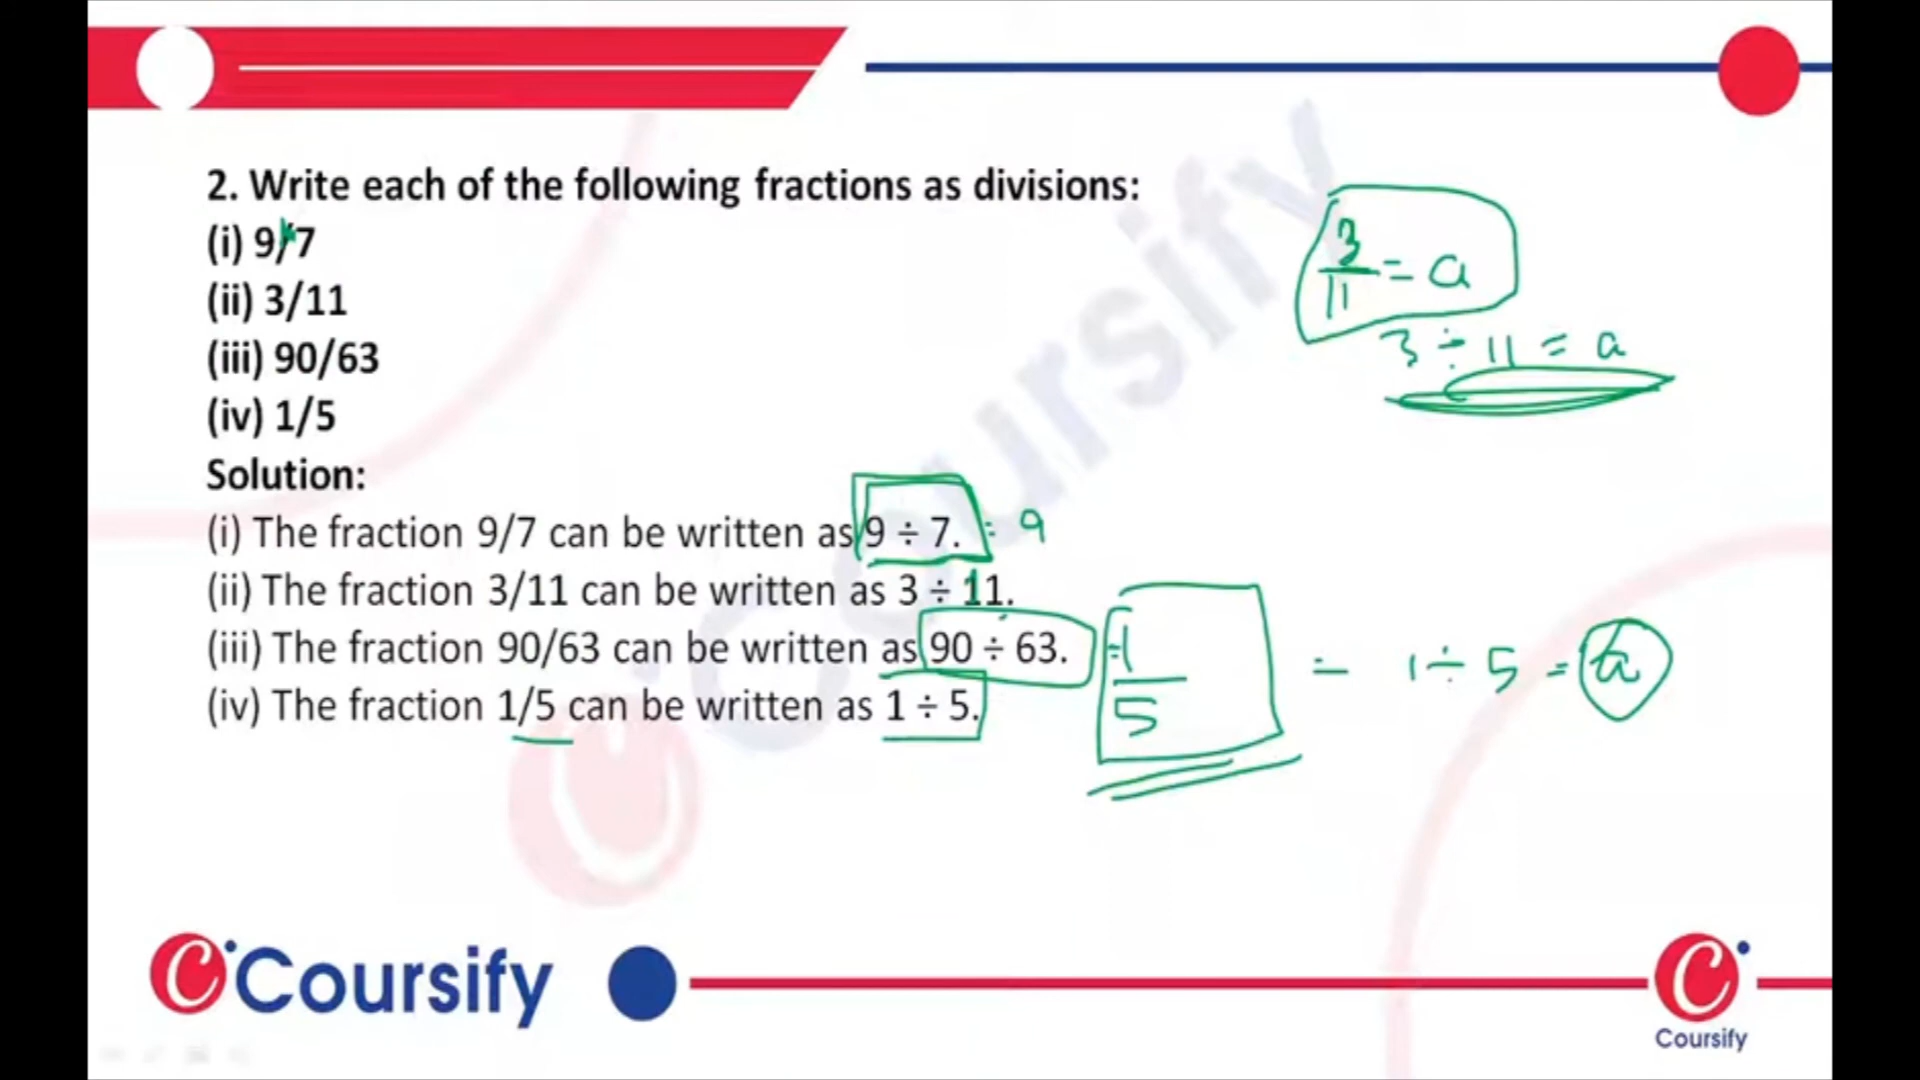 2. Write each of the following fractions as divisions:
(i) 9/7
(ii) 3/11
(iii) 90/63
(iv) 1/5
Solution:
(i) The fraction 9/7 can be written as 9 ÷ 7.
(ii) The fraction 3/11 can be written as 3 ÷ 11.
(iii) The fraction 90/63 can be written as 90 ÷ 63.
(iv) The fraction 1/5 can be written as 1 ÷ 5.
3/11 = a
3 ÷ 11 = a
1/5 = 1 ÷ 5 =
Coursify
Coursify
Coursify